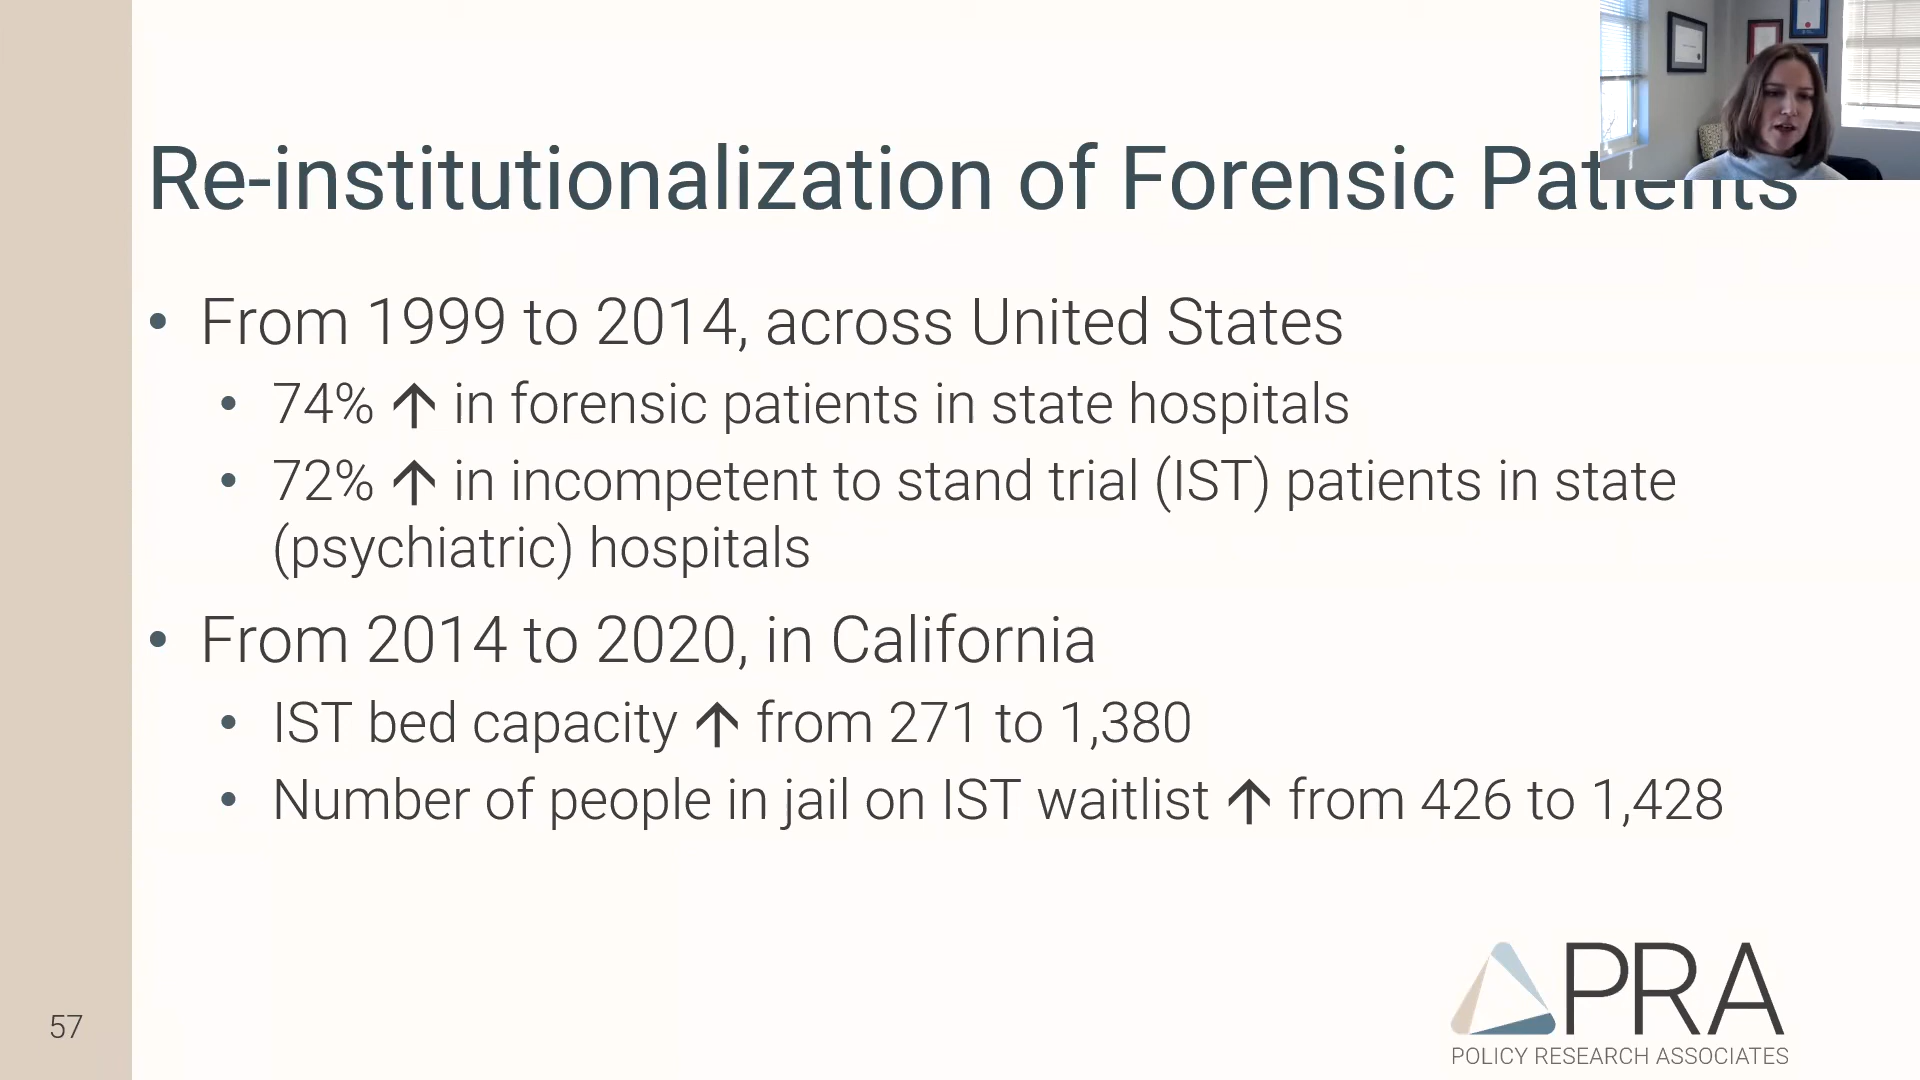 Re-institutionalization of Forensic Patients
• From 1999 to 2014, across United States
• 74% ↑ in forensic patients in state hospitals
• 72% ↑ in incompetent to stand trial (IST) patients in state
(psychiatric) hospitals
• From 2014 to 2020, in California
• IST bed capacity ↑ from 271 to 1,380
• Number of people in jail on IST waitlist ↑ from 426 to 1,428
57
PRA
POLICY RESEARCH ASSOCIATES